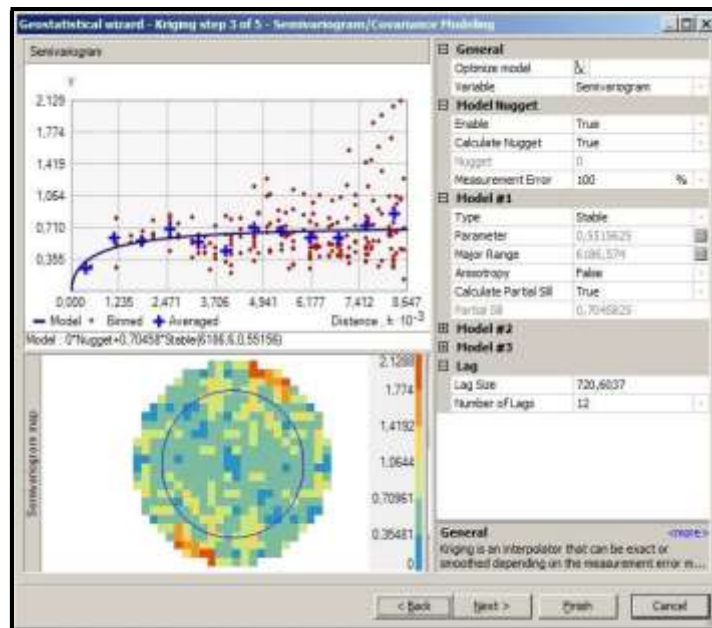 Geostatistical wizard - Kriging step 3 of 5 - Semivariogram/Covariance Modeling
Semivariogram
γ
2,129
1,774
1,419
1,064
0,710
0,355
0,000 1,235 2,471 3,706 4,941 6,177 7,412 8,647
Model Binned Averaged Distance , h 10⁻³
Model : 0*Nugget+0,70458*Stable(6186,6,0,55156)
Semivariogram map
2.1288
1,774
1,4192
1,0644
0,70961
0,35481
0
General
Optimize model
Variable Semivariogram
Model Nugget
Enable True
Calculate Nugget True
Nugget 0
Measurement Error 100 %
Model #1
Type Stable
Parameter 0,5515625
Major Range 6186,574
Anisotropy False
Calculate Partial Sill True
Partial Sill 0,7045825
Model #2
Model #3
Lag
Lag Size 720,6037
Number of Lags 12
General <more>
Kriging is an interpolator that can be exact or
smoothed depending on the measurement error m...
< Back Next > Finish Cancel